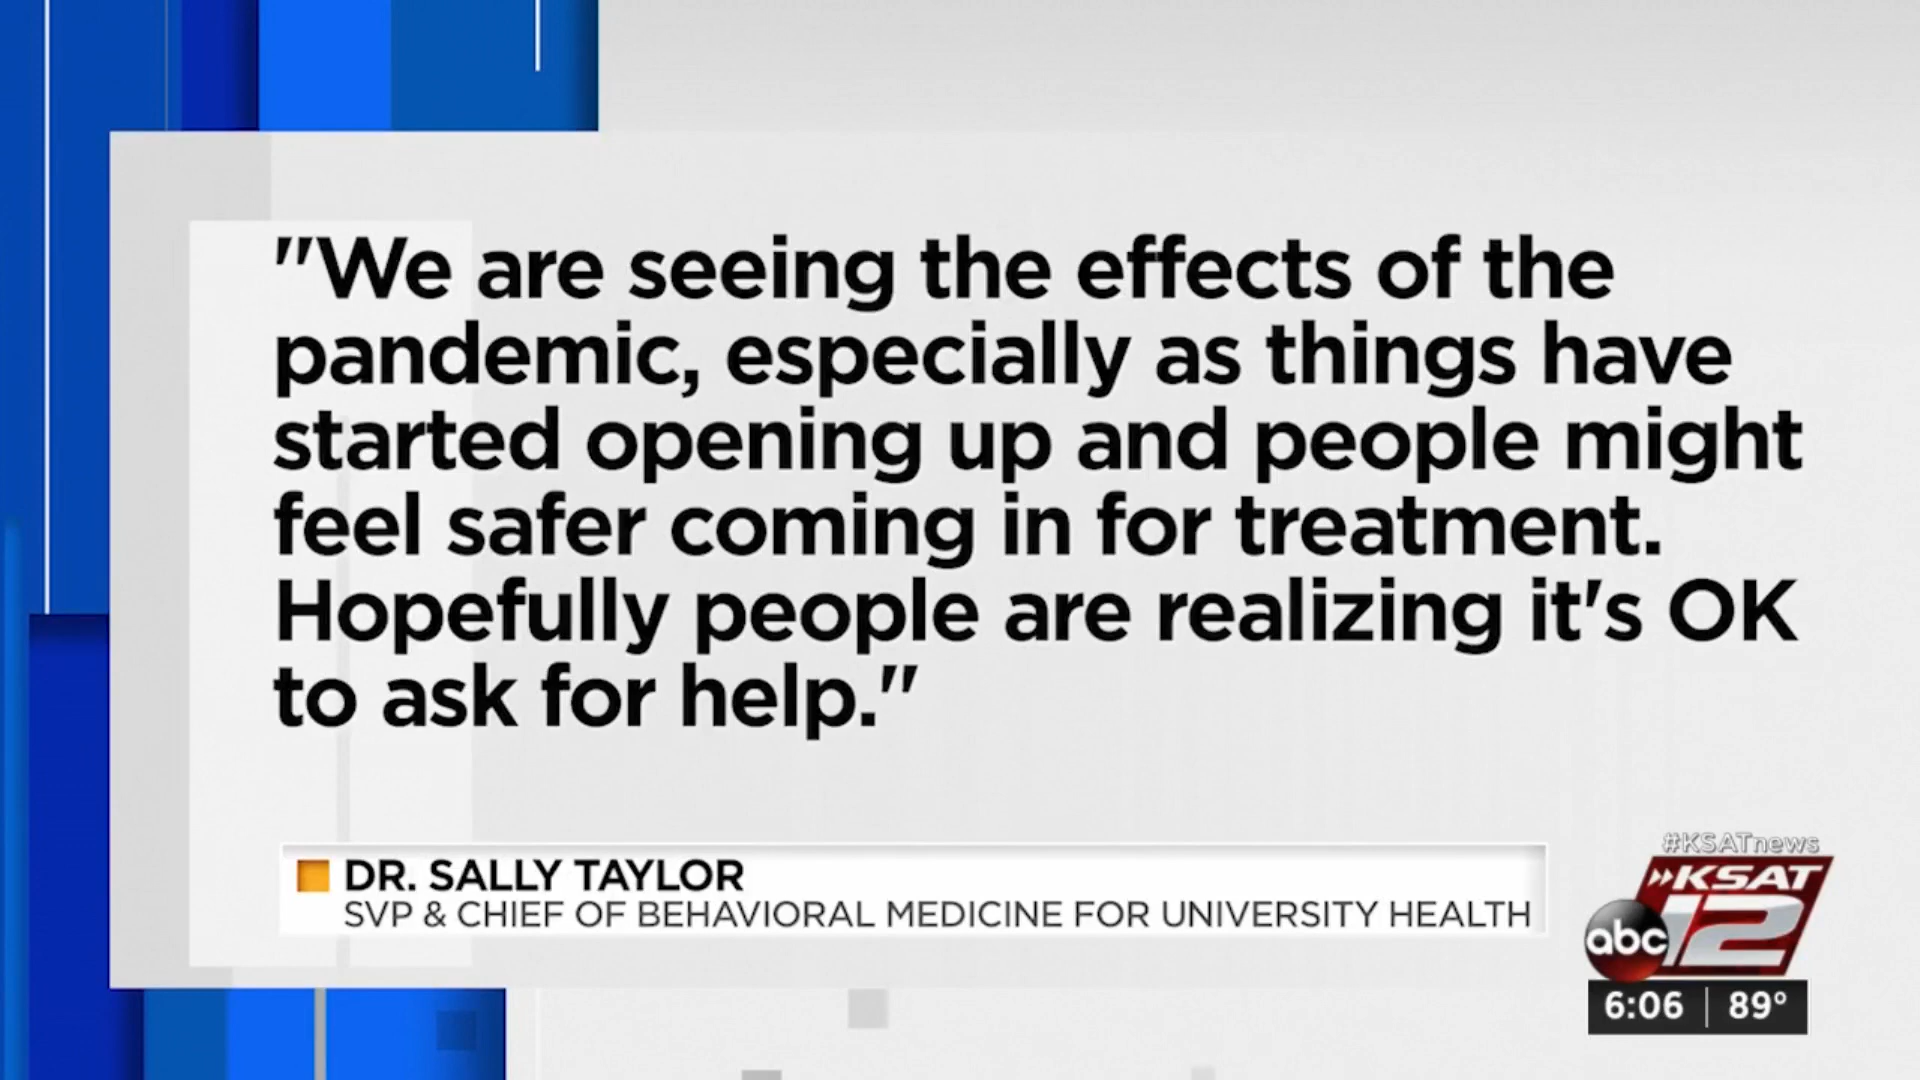 "We are seeing the effects of the
pandemic, especially as things have
started opening up and people might
feel safer coming in for treatment.
Hopefully people are realizing it's OK
to ask for help."
DR. SALLY TAYLOR
SVP & CHIEF OF BEHAVIORAL MEDICINE FOR UNIVERSITY HEALTH
#KSATnews
KSAT
abc 12
6:06 | 89°